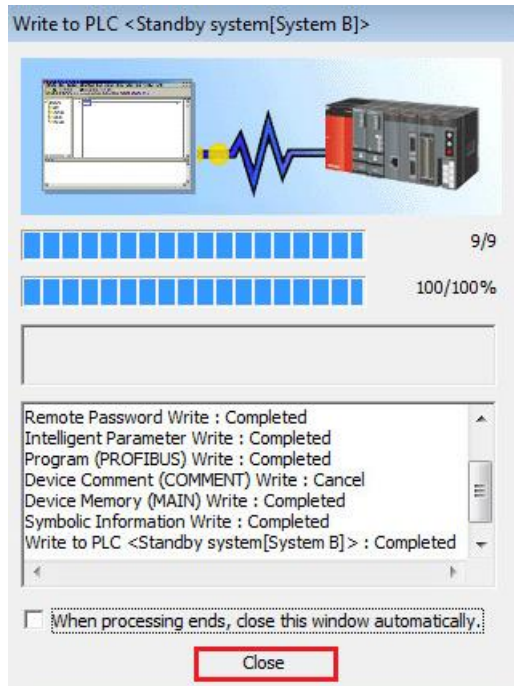 Write to PLC <Standby system[System B]>
9/9
100/100%
Remote Password Write : Completed
Intelligent Parameter Write : Completed
Program (PROFIBUS) Write : Completed
Device Comment (COMMENT) Write : Cancel
Device Memory (MAIN) Write : Completed
Symbolic Information Write : Completed
Write to PLC <Standby system[System B]> : Completed
When processing ends, close this window automatically.
Close